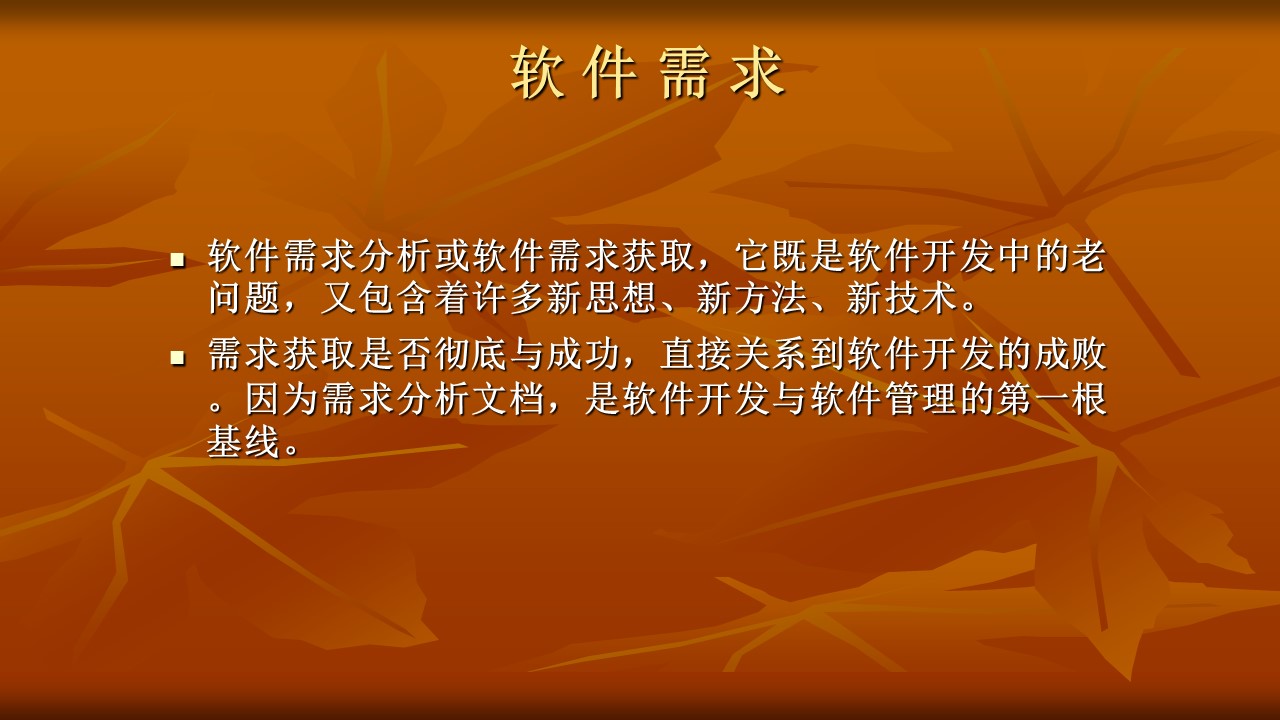 软件需求
软件需求分析或软件需求获取，它既是软件开发中的老
问题，又包含着许多新思想、新方法、新技术。
需求获取是否彻底与成功，直接关系到软件开发的成败
。因为需求分析文档，是软件开发与软件管理的第一根
基线。